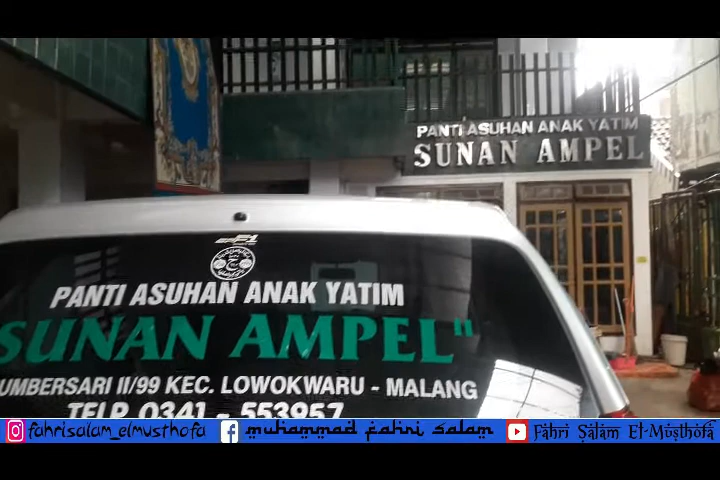 PANTI ASUHAN ANAK YATIM
SUNAN AMPEL
PANTI ASUHAN ANAK YATIM
SUNAN AMPEL"
UMBERSARI II/99 KEC. LOWOKWARU - MALANG
TELP. 0341 - 553957
fahrisalam_elmusthofa muhammad fahri salam Fahri Salam El-Musthofa